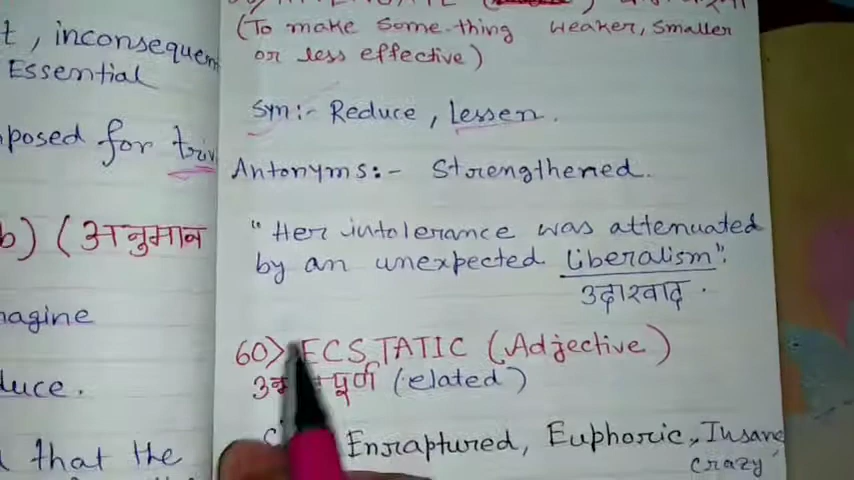 t, inconsequen
Essential
posed for triv
b) (अनुमान
magine
duce.
d that the
(To make some-thing weaker, smaller
or less effective)
Sym:- Reduce, lessen.
Antonyms:- Strengthened.
"Her intolerance was attenuated
by an unexpected liberalism".
उदारवाद.
60> ECSTATIC (Adjective)
(elated)
Enraptured, Euphoric, Insane
crazy